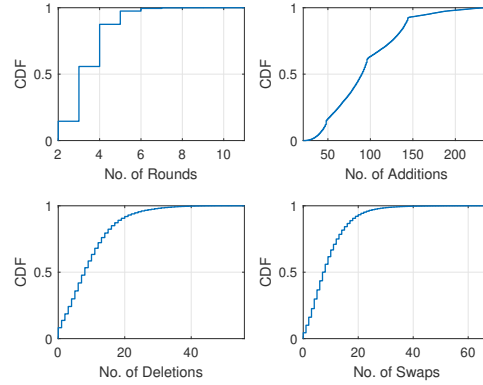 1
0.5
0
CDF
2 4 6 8 10
No. of Rounds
1
0.5
0
CDF
50 100 150 200
No. of Additions
1
0.5
0
CDF
0 20 40
No. of Deletions
1
0.5
0
CDF
0 20 40 60
No. of Swaps